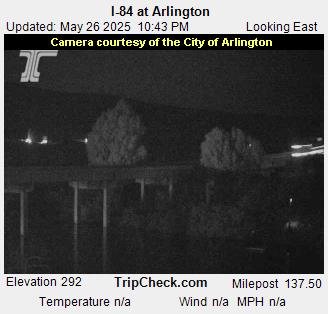 I-84 at Arlington
Updated: May 26 2025 10:43 PM Looking East
Camera courtesy of the City of Arlington
Elevation 292 TripCheck.com Milepost 137.50
Temperature n/a Wind n/a MPH n/a